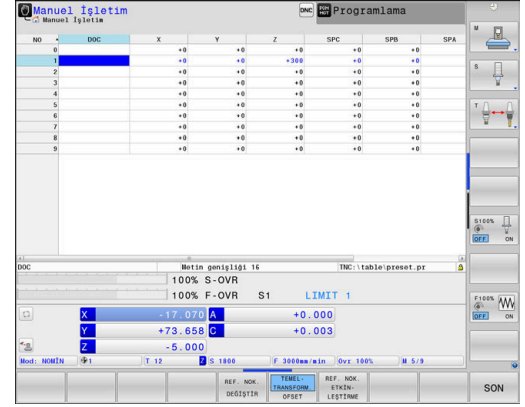 Manuel İşletim
Manuel İşletim
DNC
Programlama
NO DOC X Y Z SPC SPB SPA
0 +0 +0 +0 +0 +0
1 +0 +0 +300 +0 +0
2 +0 +0 +0 +0 +0
3 +0 +0 +0 +0 +0
4 +0 +0 +0 +0 +0
5 +0 +0 +0 +0 +0
6 +0 +0 +0 +0 +0
7 +0 +0 +0 +0 +0
8 +0 +0 +0 +0 +0
9 +0 +0 +0 +0 +0
DOC Metin genişliği 16 TNC:\table\preset.pr
100% S-OVR
100% F-OVR S1 LIMIT 1
X -17.070 A +0.000
Y +73.658 C +0.003
Z -5.000
Mod: NOMİN 1 T 12 Z S 1800 F 3000mm/min Ovr 100% M 5/9
REF. NOK.
DEĞİŞTİR
TEMEL-
TRANSFORM.
OFSET
REF. NOK.
ETKİN-
LEŞTİRME
SON
M
S
T
S100%
OFF ON
F100%
OFF ON